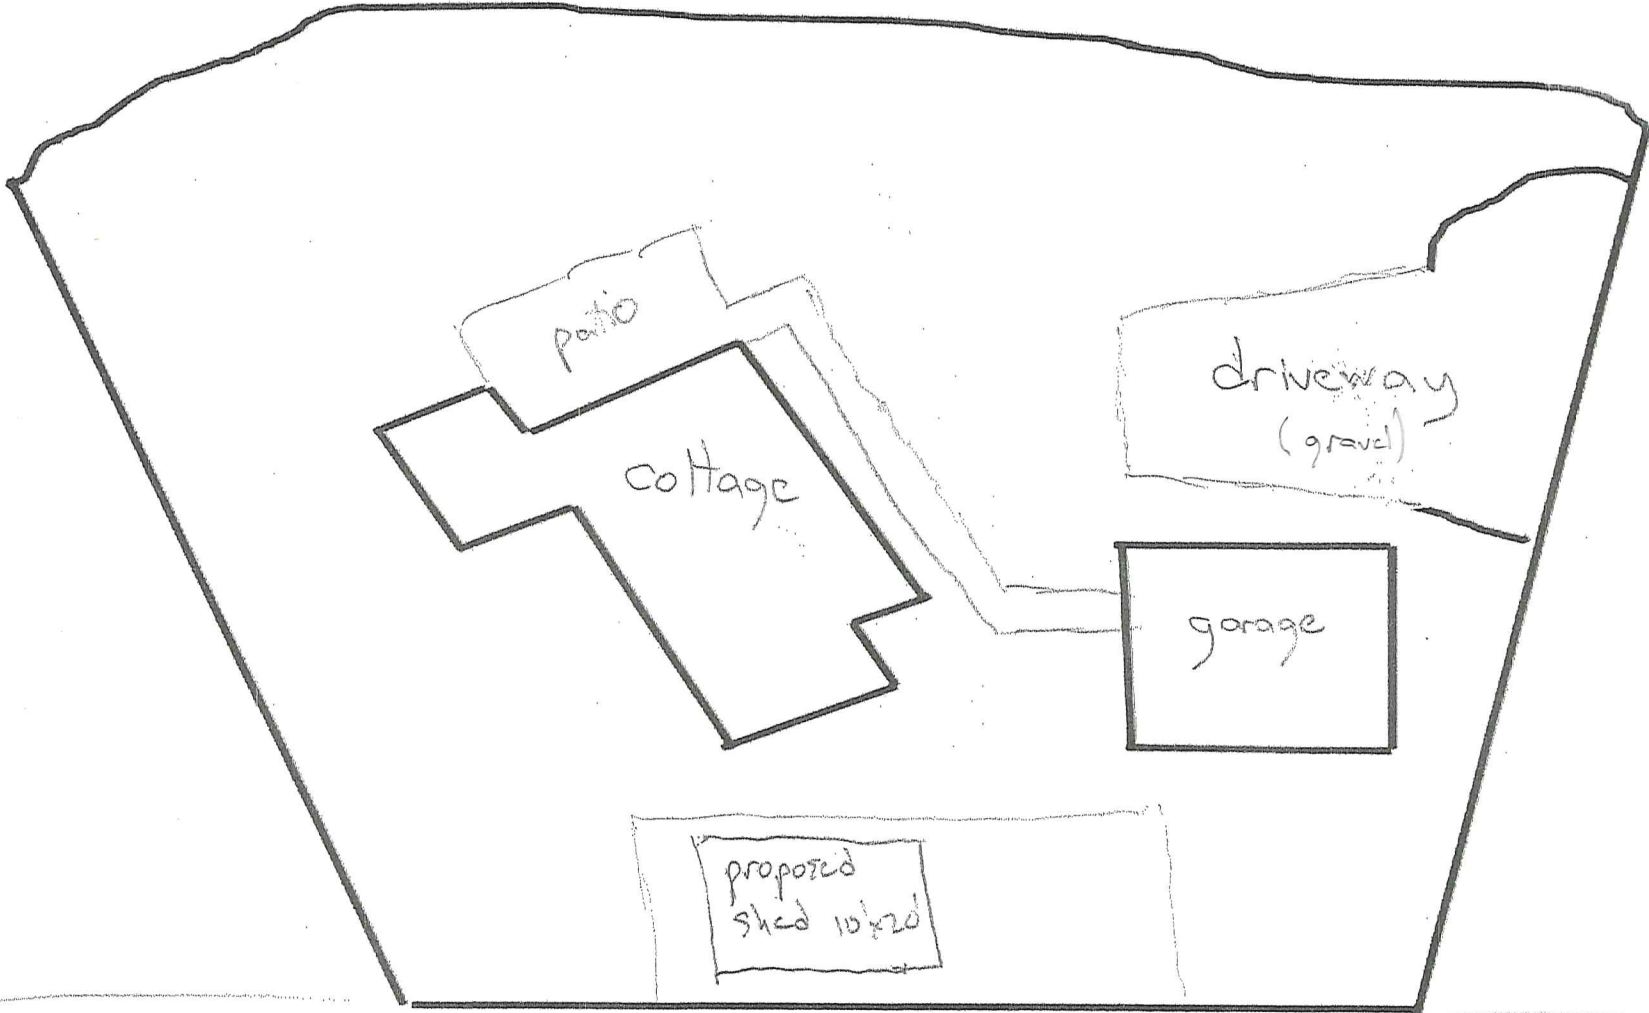 patio
cottage
driveway
(gravel)
garage
proposed
shed 10'x20'